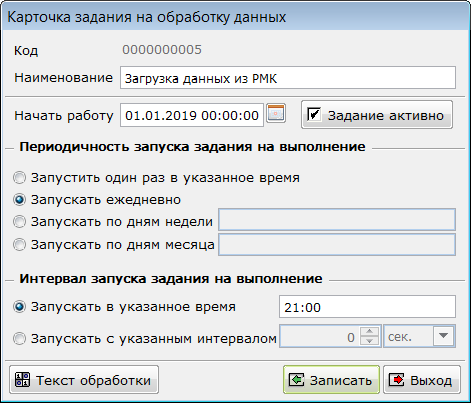 Карточка задания на обработку данных
Код 0000000005
Наименование Загрузка данных из РМК
Начать работу 01.01.2019 00:00:00 Задание активно
Периодичность запуска задания на выполнение
Запустить один раз в указанное время
Запускать ежедневно
Запускать по дням недели
Запускать по дням месяца
Интервал запуска задания на выполнение
Запускать в указанное время 21:00
Запускать с указанным интервалом 0 сек.
Текст обработки Записать Выход